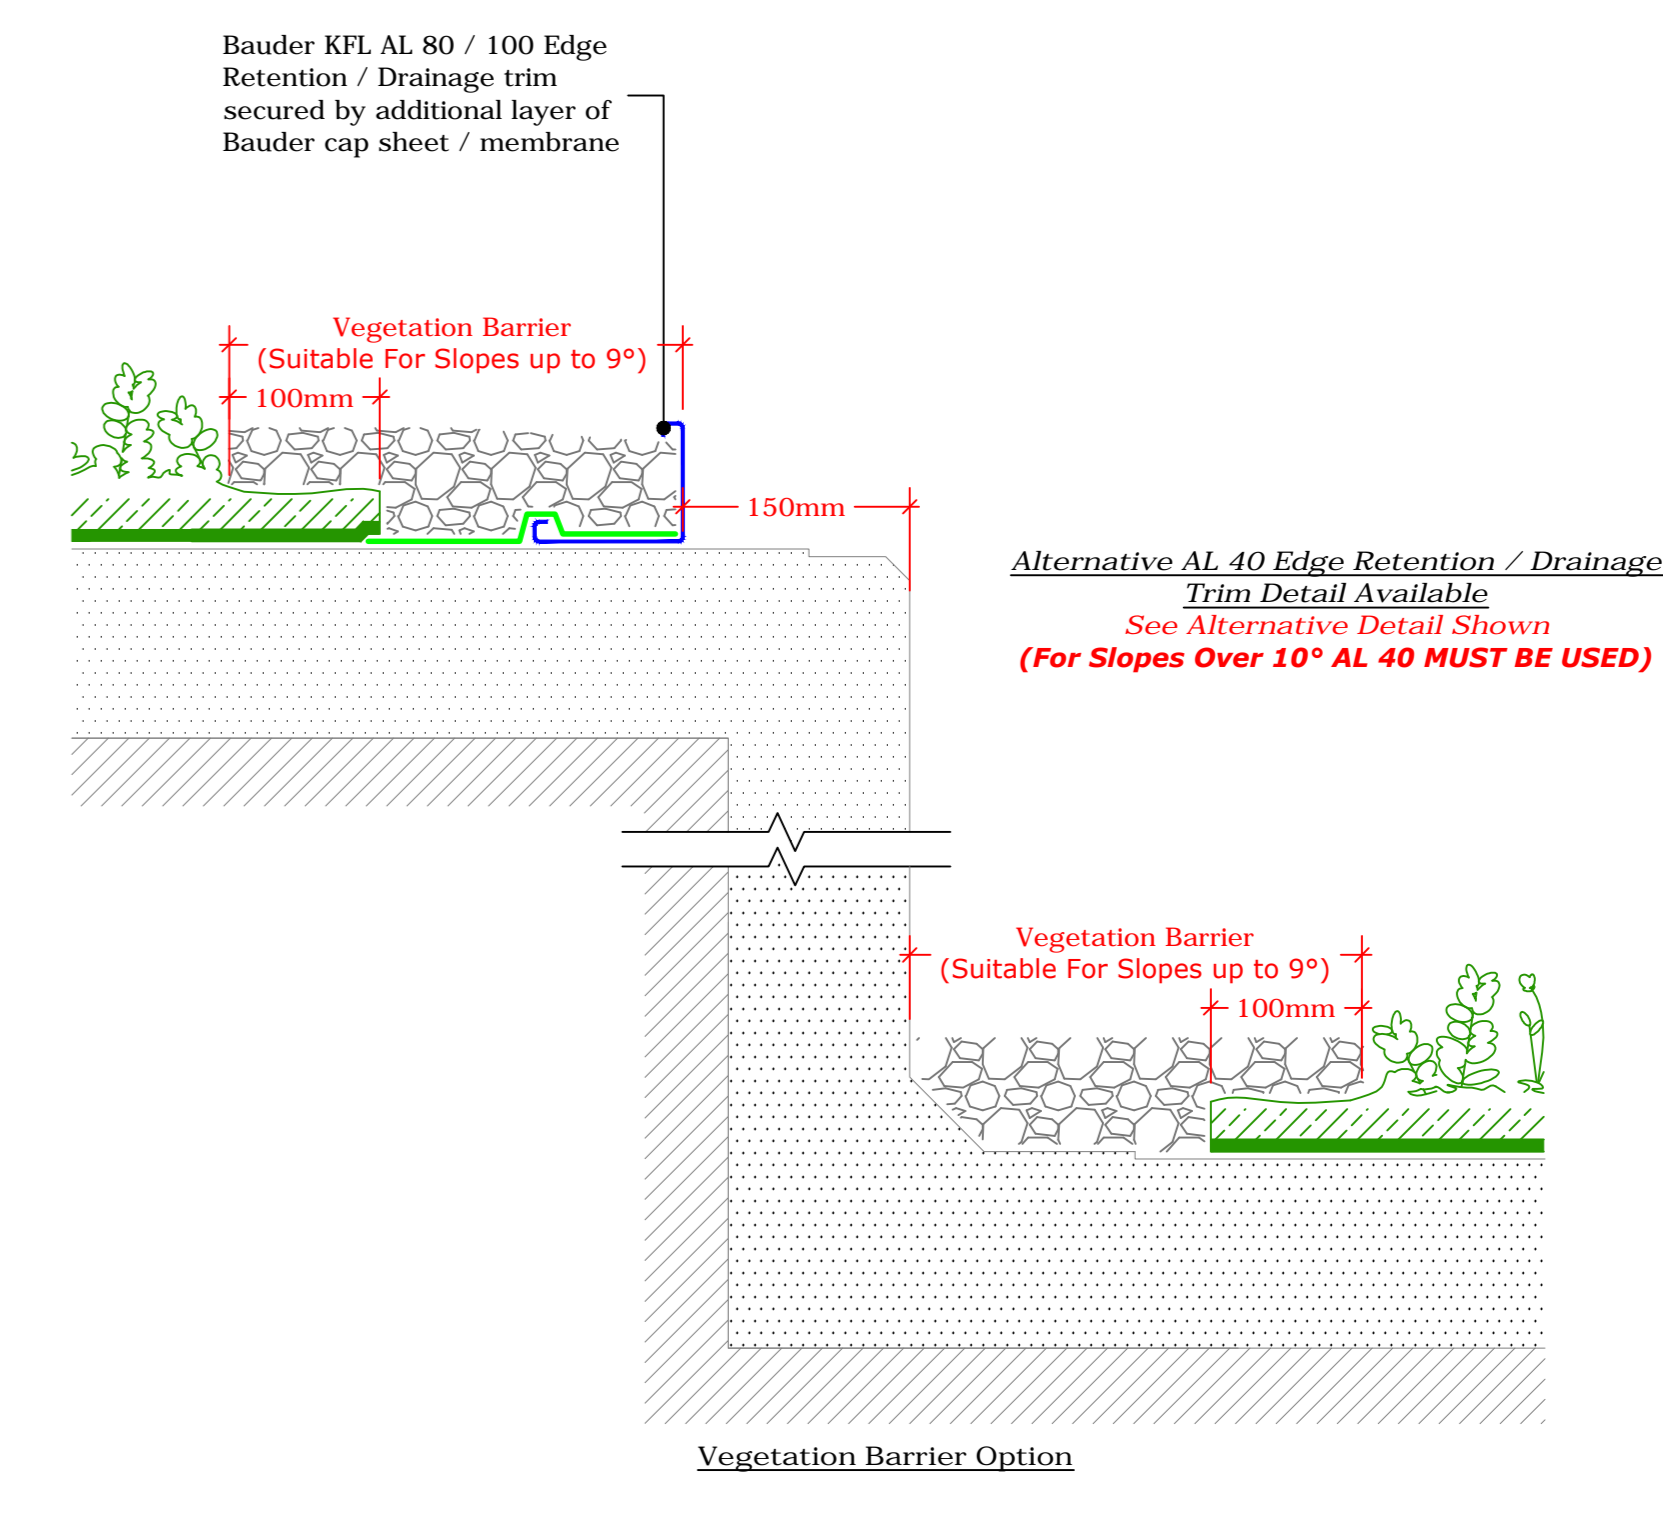 Bauder KFL AL 80 / 100 Edge
Retention / Drainage trim
secured by additional layer of
Bauder cap sheet / membrane
Vegetation Barrier
(Suitable For Slopes up to 9°)
100mm
150mm
Alternative AL 40 Edge Retention / Drainage
Trim Detail Available
See Alternative Detail Shown
(For Slopes Over 10° AL 40 MUST BE USED)
Vegetation Barrier
(Suitable For Slopes up to 9°)
100mm
Vegetation Barrier Option